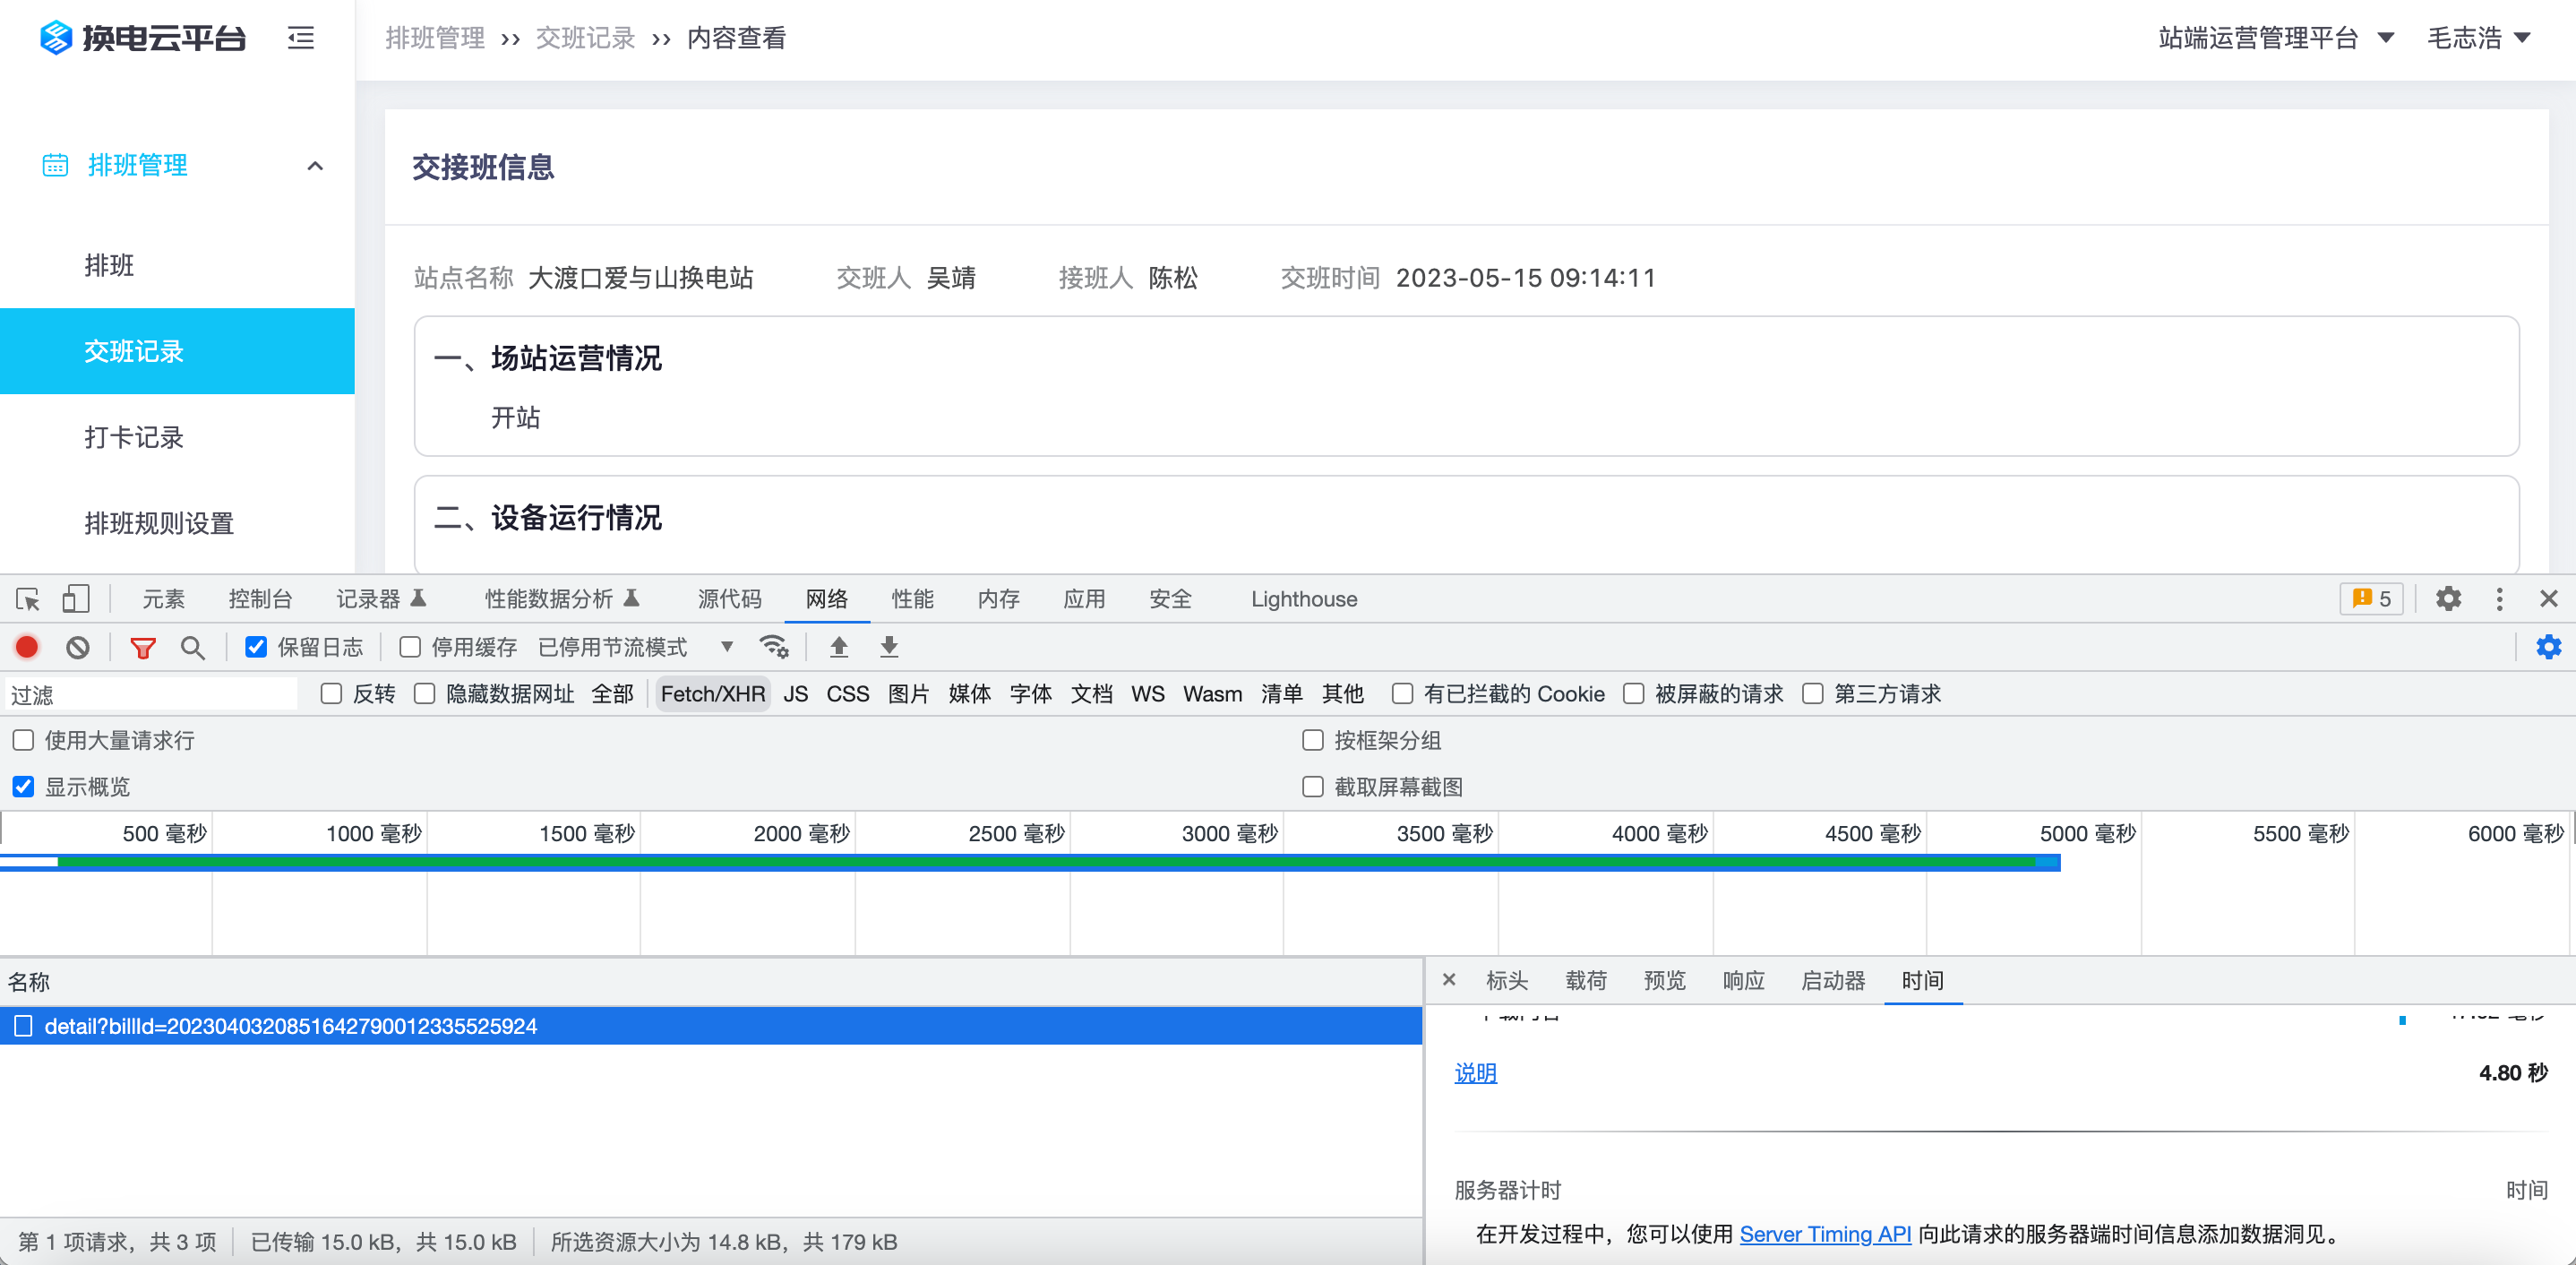 换电云平台
排班管理 ›› 交班记录 ›› 内容查看
站端运营管理平台
毛志浩
排班管理
排班
交班记录
打卡记录
排班规则设置
交接班信息
站点名称 大渡口爱与山换电站 交班人 吴靖 接班人 陈松 交班时间 2023-05-15 09:14:11
一、场站运营情况
开站
二、设备运行情况
元素 控制台 记录器 性能数据分析 源代码 网络 性能 内存 应用 安全 Lighthouse 5
保留日志 停用缓存 已停用节流模式
过滤 反转 隐藏数据网址 全部 Fetch/XHR JS CSS 图片 媒体 字体 文档 WS Wasm 清单 其他 有已拦截的 Cookie 被屏蔽的请求 第三方请求
使用大量请求行 按框架分组
显示概览 截取屏幕截图
500 毫秒 1000 毫秒 1500 毫秒 2000 毫秒 2500 毫秒 3000 毫秒 3500 毫秒 4000 毫秒 4500 毫秒 5000 毫秒 5500 毫秒 6000 毫秒
名称
detail?billId=2023040320851642790012335525924
第 1 项请求，共 3 项 已传输 15.0 kB，共 15.0 kB 所选资源大小为 14.8 kB，共 179 kB
标头 载荷 预览 响应 启动器 时间
说明 4.80 秒
服务器计时 时间
在开发过程中，您可以使用 Server Timing API 向此请求的服务器端时间信息添加数据洞见。